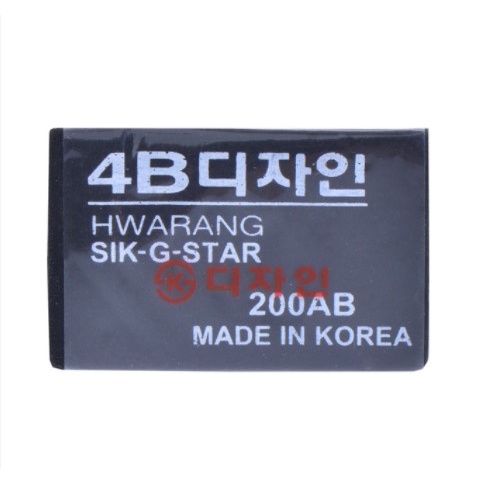 4B디자인
HWARANG
SIK-G-STAR
디자인
200AB
MADE IN KOREA